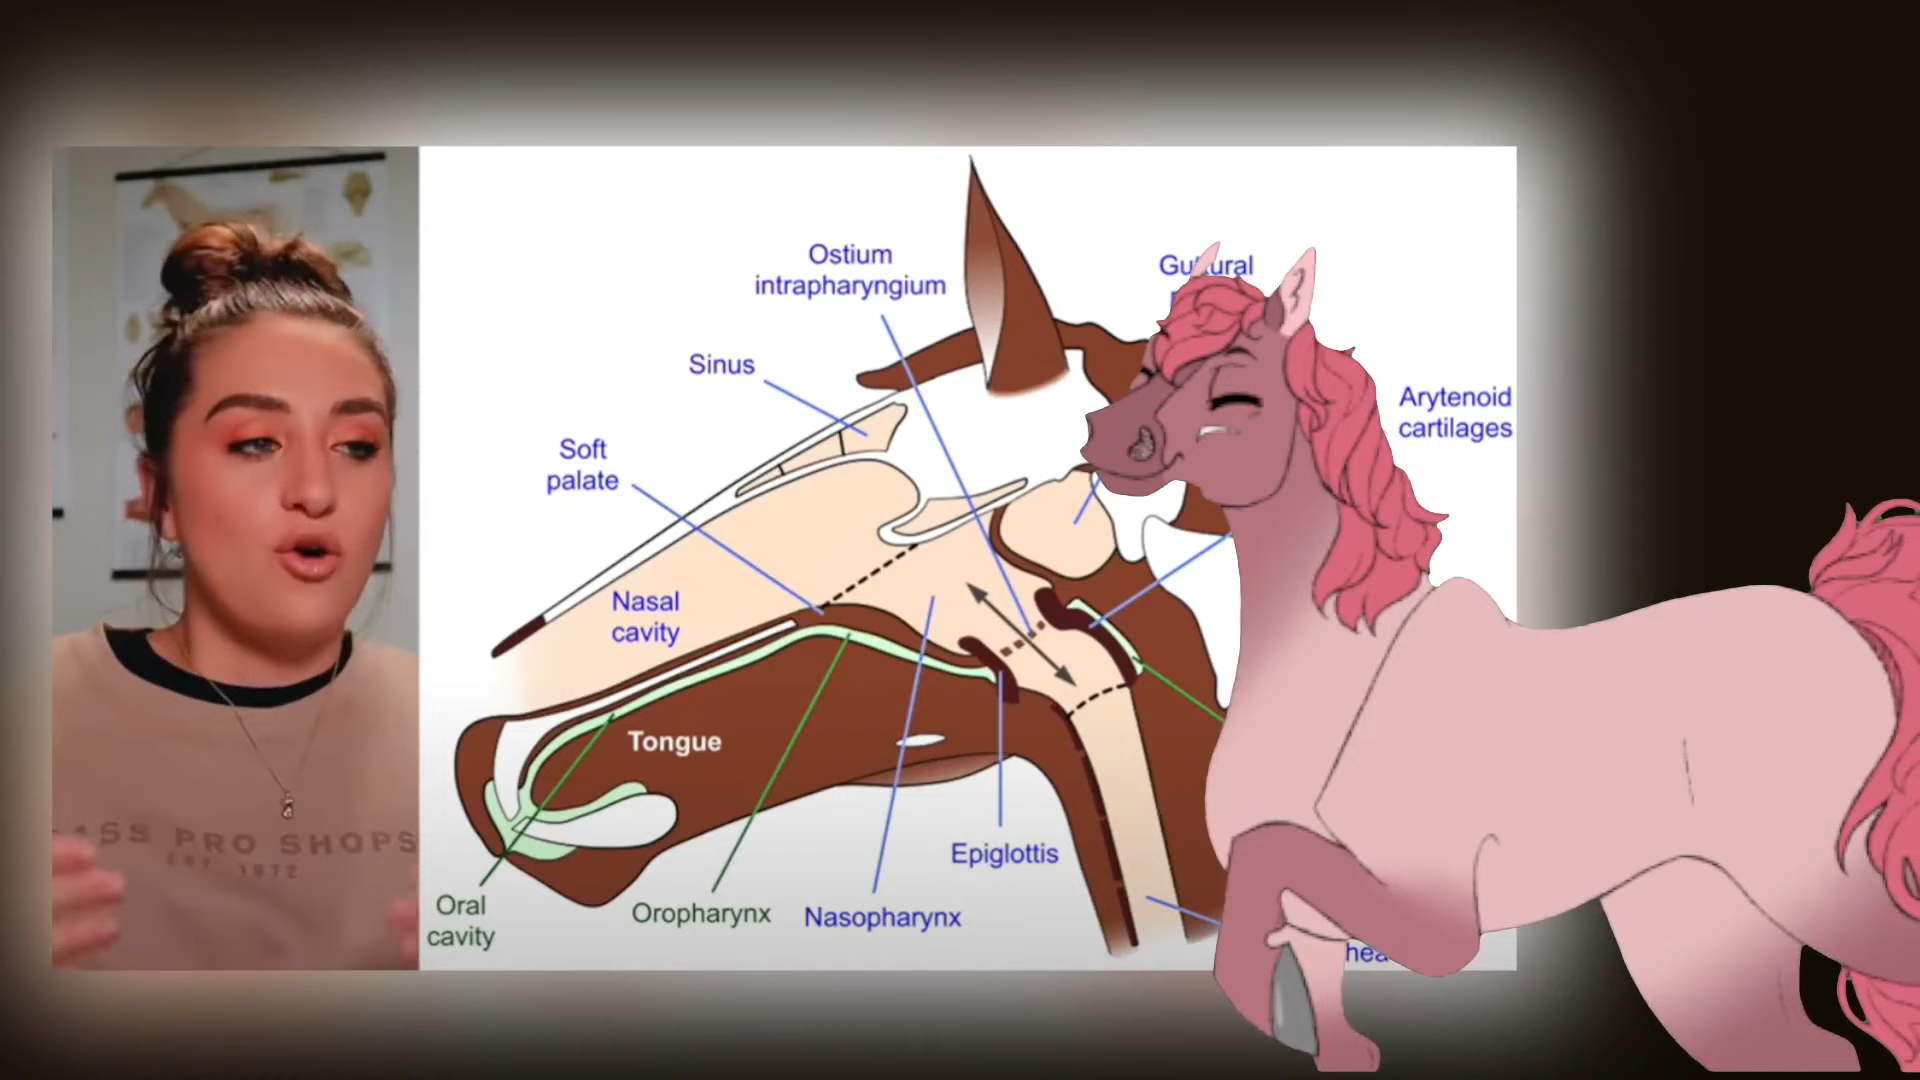 Ostium
intrapharyngium
Sinus
Soft
palate
Arytenoid
cartilages
Nasal
cavity
Tongue
Epiglottis
Oral
cavity
Oropharynx
Nasopharynx
PRO SHOPS